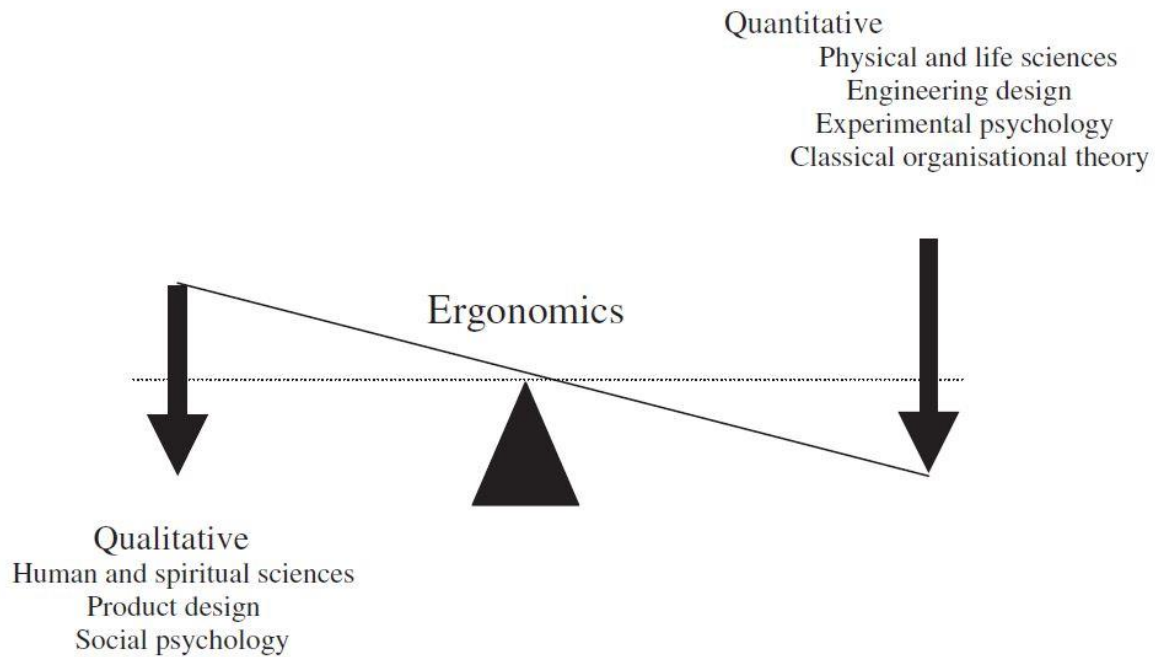 Quantitative
Physical and life sciences
Engineering design
Experimental psychology
Classical organisational theory
Ergonomics
Qualitative
Human and spiritual sciences
Product design
Social psychology